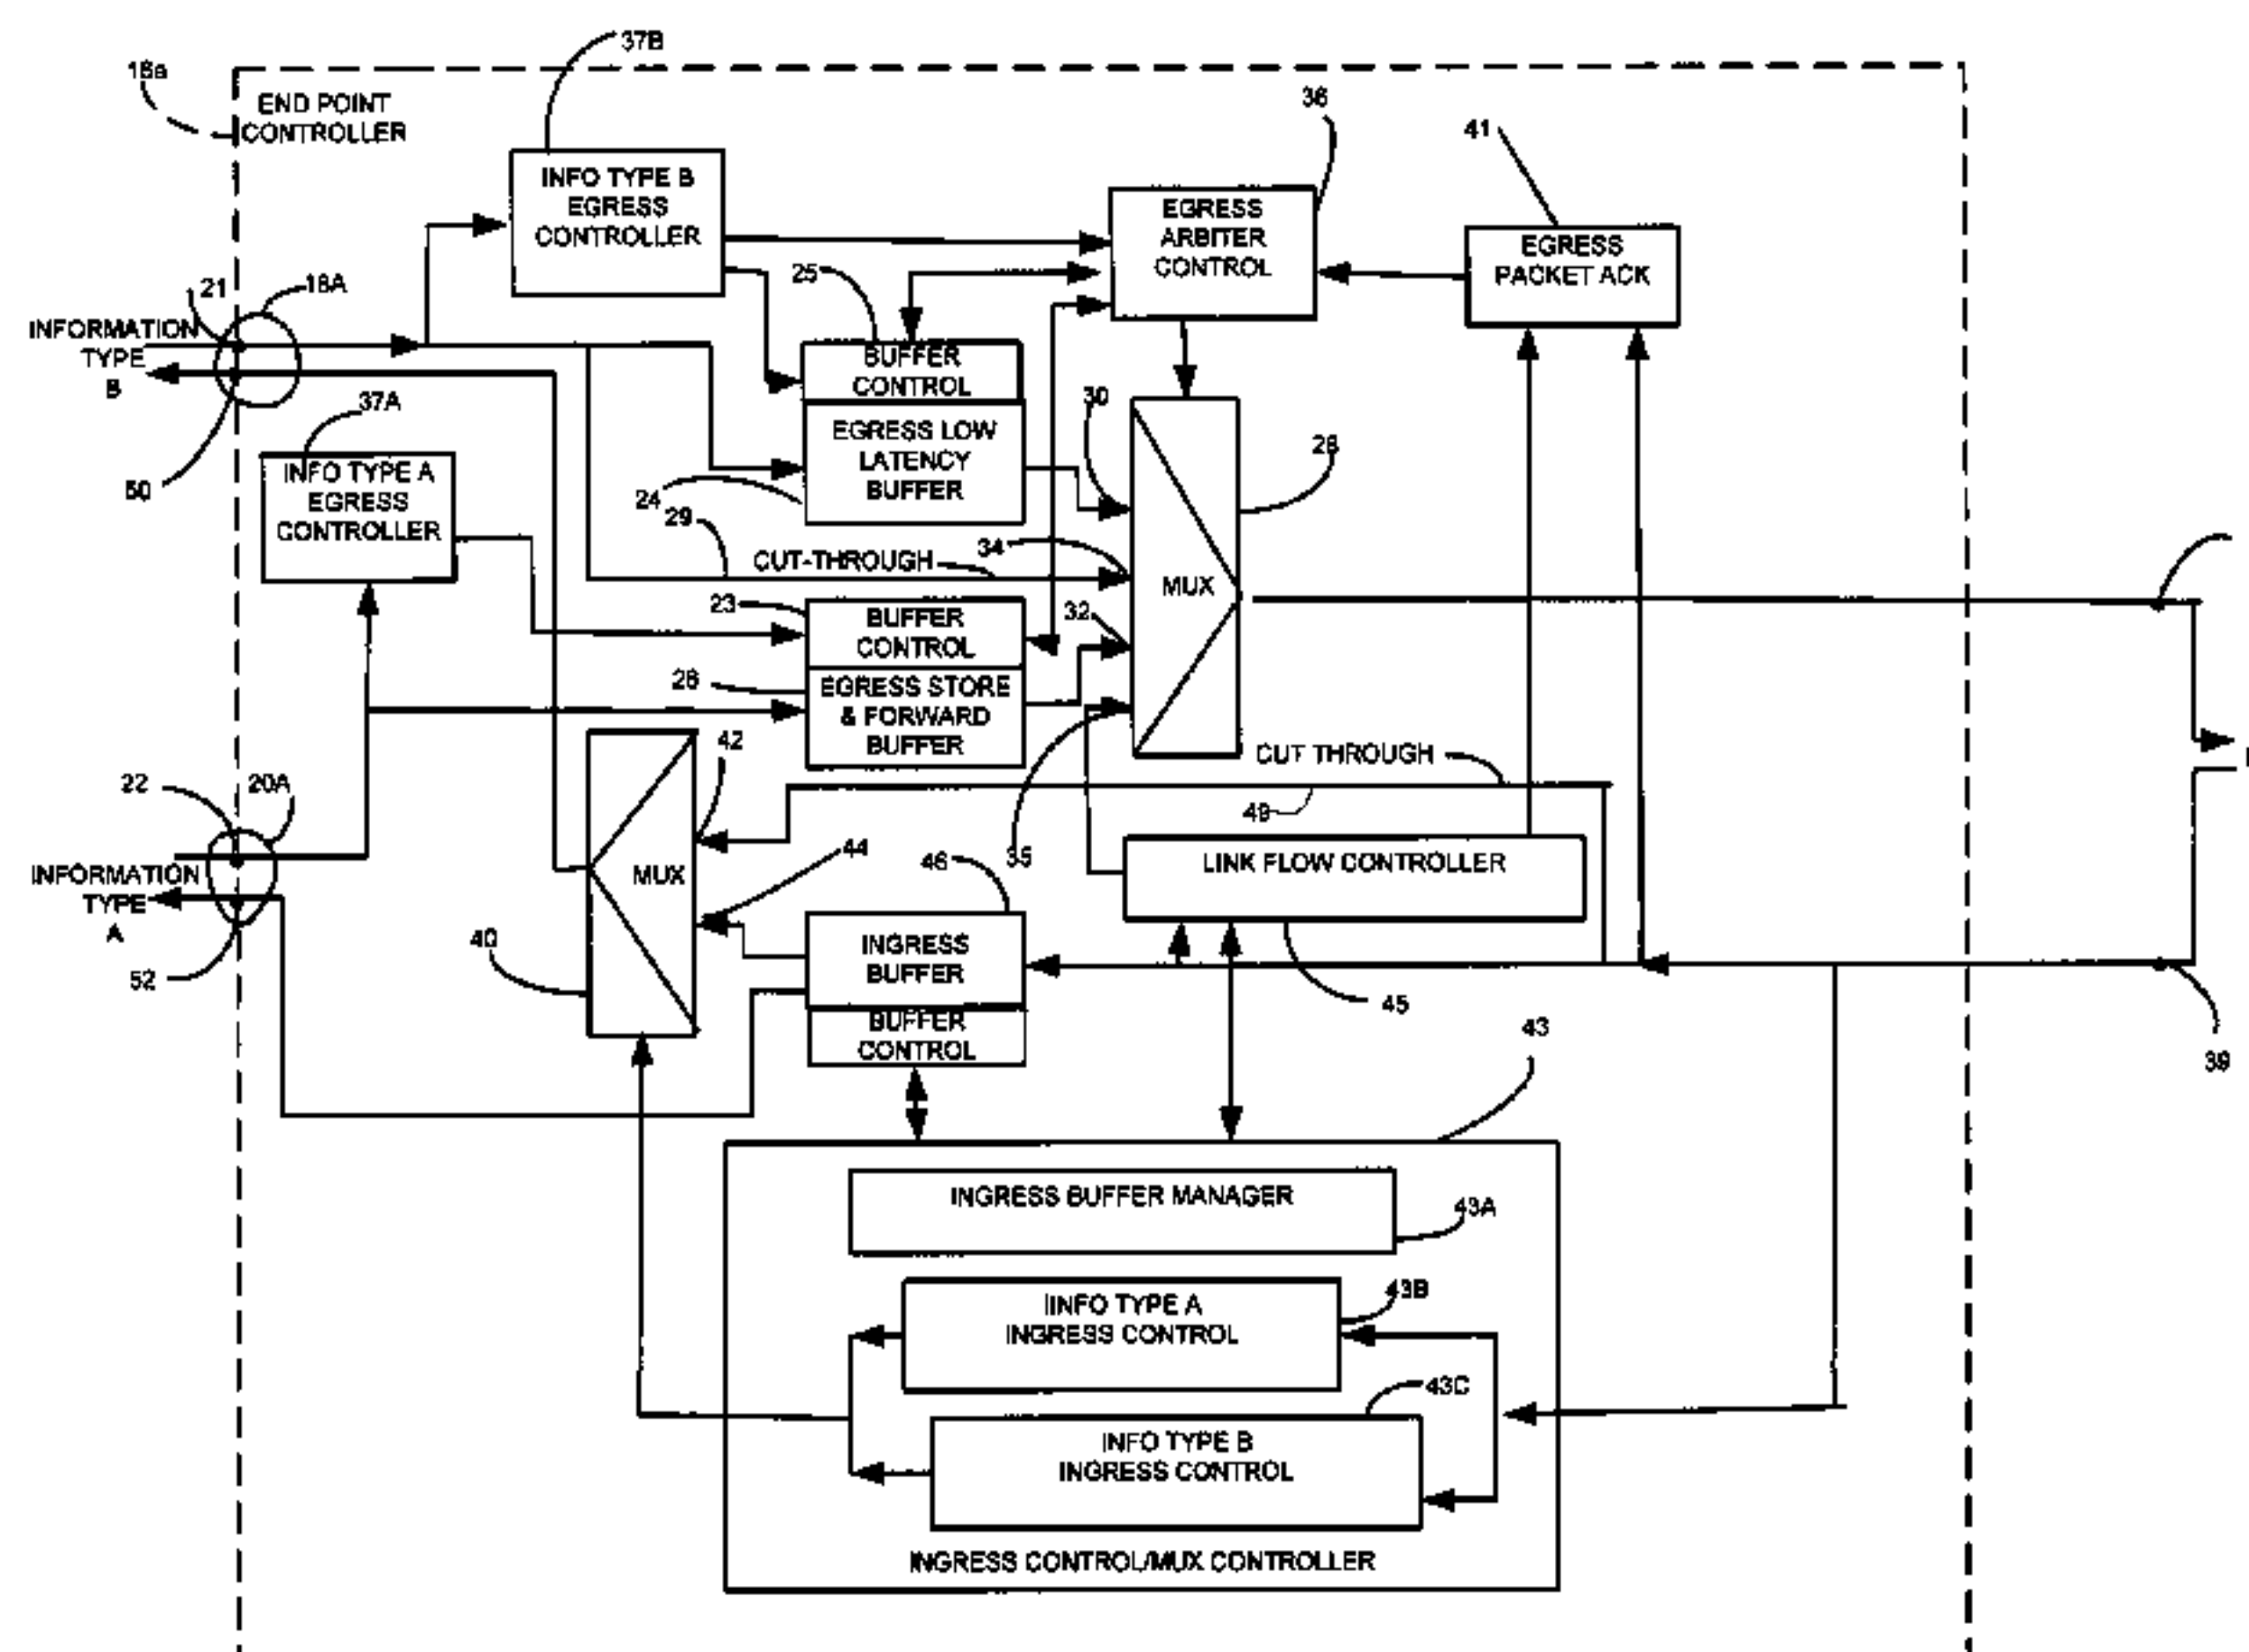 37B
16a
END POINT
CONTROLLER
36
41
INFO TYPE B
EGRESS
CONTROLLER
EGRESS
ARBITER
CONTROL
EGRESS
PACKET ACK
25
21
18A
INFORMATION
TYPE
B
BUFFER
CONTROL
37A
30
EGRESS LOW
LATENCY
BUFFER
28
INFO TYPE A
EGRESS
CONTROLLER
50
24
29
CUT-THROUGH
34
MUX
23
BUFFER
CONTROL
32
26
EGRESS STORE
& FORWARD
BUFFER
42
CUT THROUGH
22
20A
49
LINK FLOW CONTROLLER
44
46
35
MUX
INFORMATION
TYPE
A
40
INGRESS
BUFFER
52
45
43
BUFFER
CONTROL
39
INGRESS BUFFER MANAGER
43A
IINFO TYPE A
INGRESS CONTROL
43B
43C
INFO TYPE B
INGRESS CONTROL
INGRESS CONTROL/MUX CONTROLLER